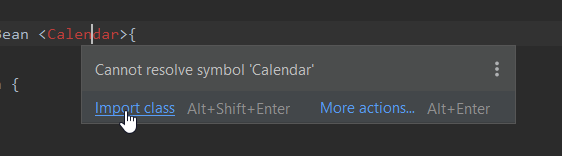 Bean <Calendar>{
Cannot resolve symbol 'Calendar'
{
Import class Alt+Shift+Enter More actions... Alt+Enter